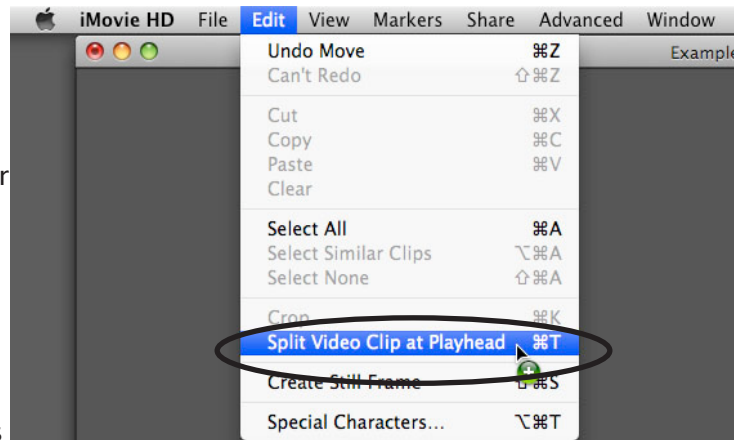 iMovie HD File Edit View Markers Share Advanced Window
Example
Undo Move ⌘Z
Can't Redo ⇧⌘Z
Cut ⌘X
Copy ⌘C
Paste ⌘V
Clear
r
Select All ⌘A
Select Similar Clips ⌥⌘A
Select None ⇧⌘A
Crop ⌘K
Split Video Clip at Playhead ⌘T
Create Still Frame ⇧⌘S
Special Characters... ⌥⌘T
s